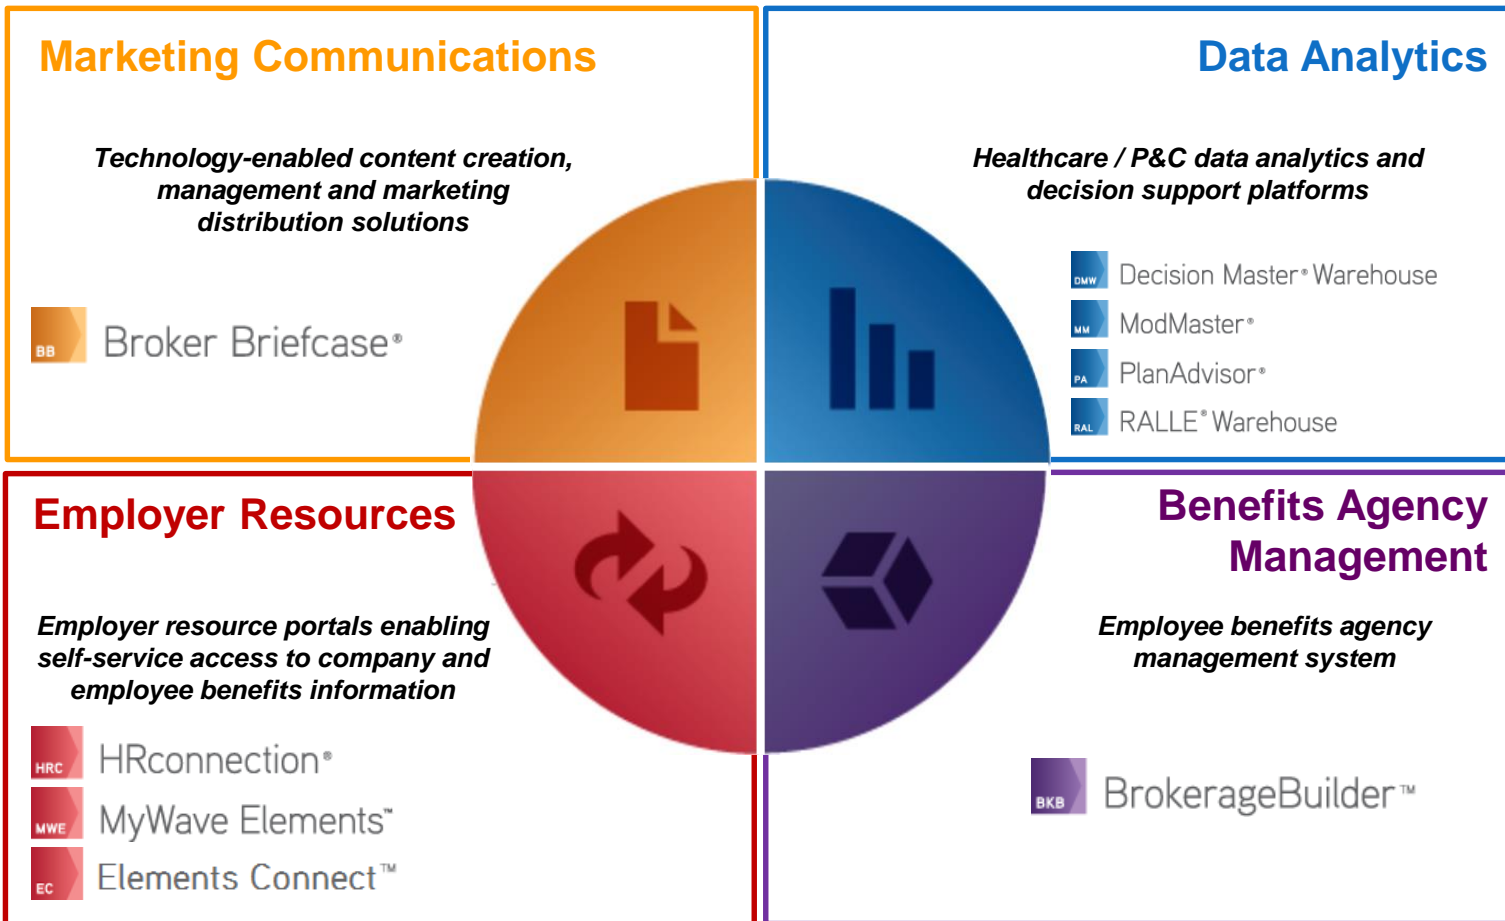 Marketing Communications
Technology-enabled content creation,
management and marketing
distribution solutions
BB
Broker Briefcase®
Data Analytics
Healthcare / P&C data analytics and
decision support platforms
DMW
Decision Master® Warehouse
MM
ModMaster®
PA
PlanAdvisor®
RAL
RALLE® Warehouse
Employer Resources
Employer resource portals enabling
self-service access to company and
employee benefits information
HRC
HRconnection®
MWE
MyWave Elements™
EC
Elements Connect™
Benefits Agency
Management
Employee benefits agency
management system
BKB
BrokerageBuilder™